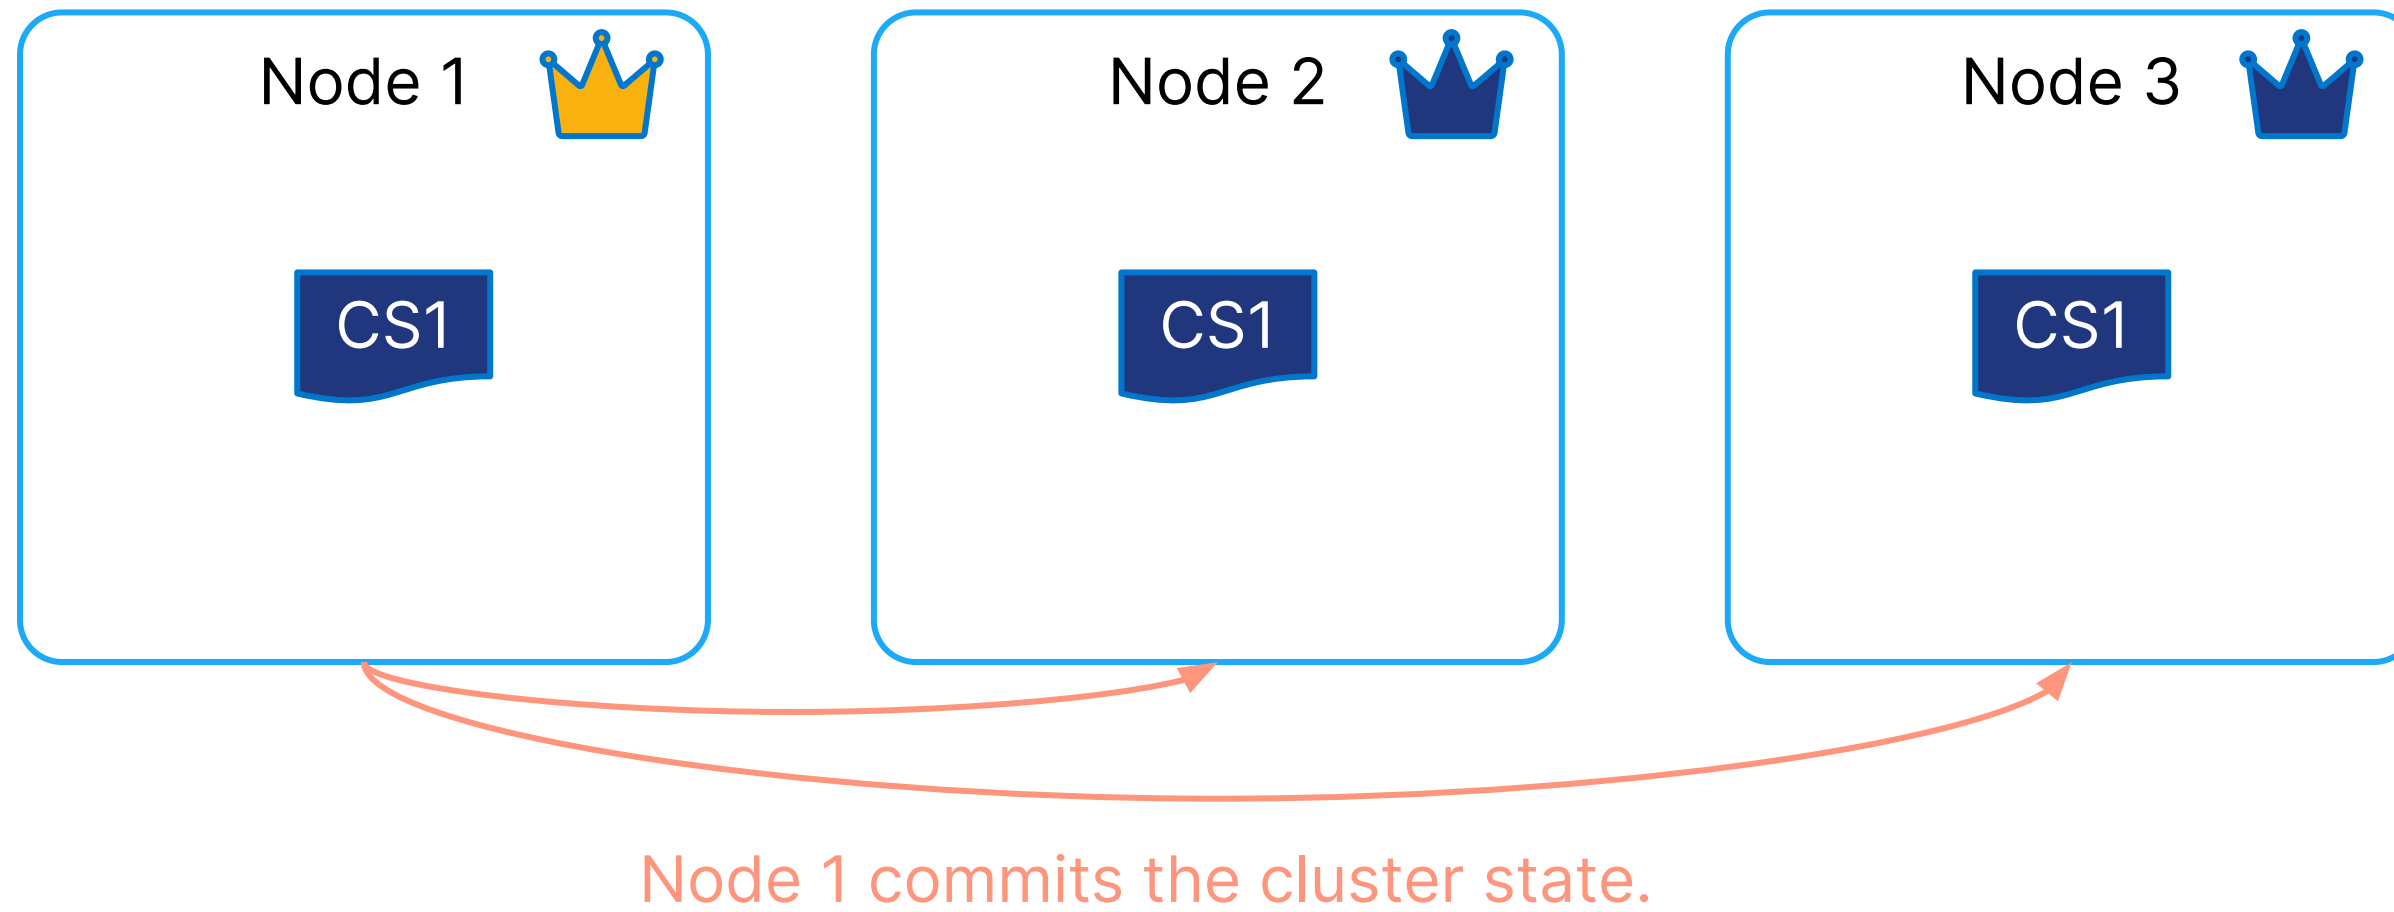 Node 1
Node 2
Node 3
CS1
CS1
CS1
Node 1 commits the cluster state.